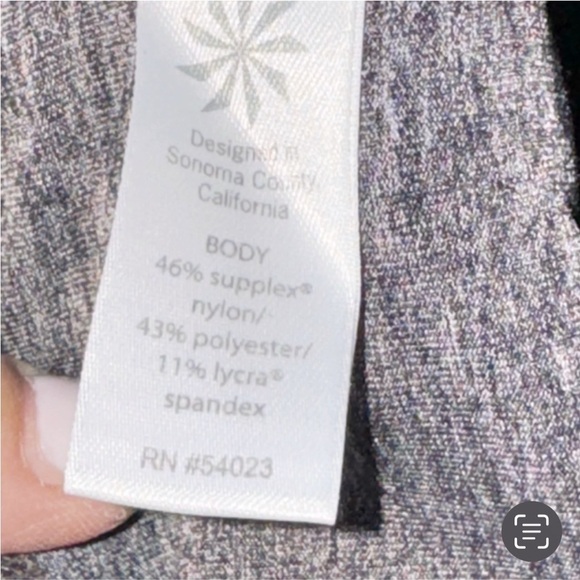 Designed in
Sonoma County,
California
BODY
46% supplex®
nylon/
43% polyester/
11% lycra®
spandex
RN #54023